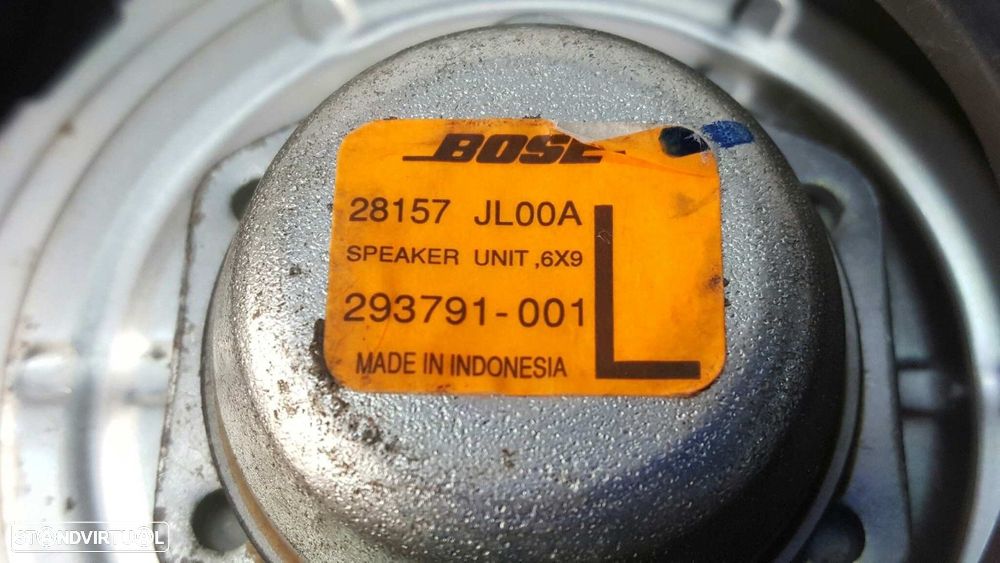 BOSE
28157 JL00A
SPEAKER UNIT ,6X9
293791-001
L
MADE IN INDONESIA
STANDVIRTUAL